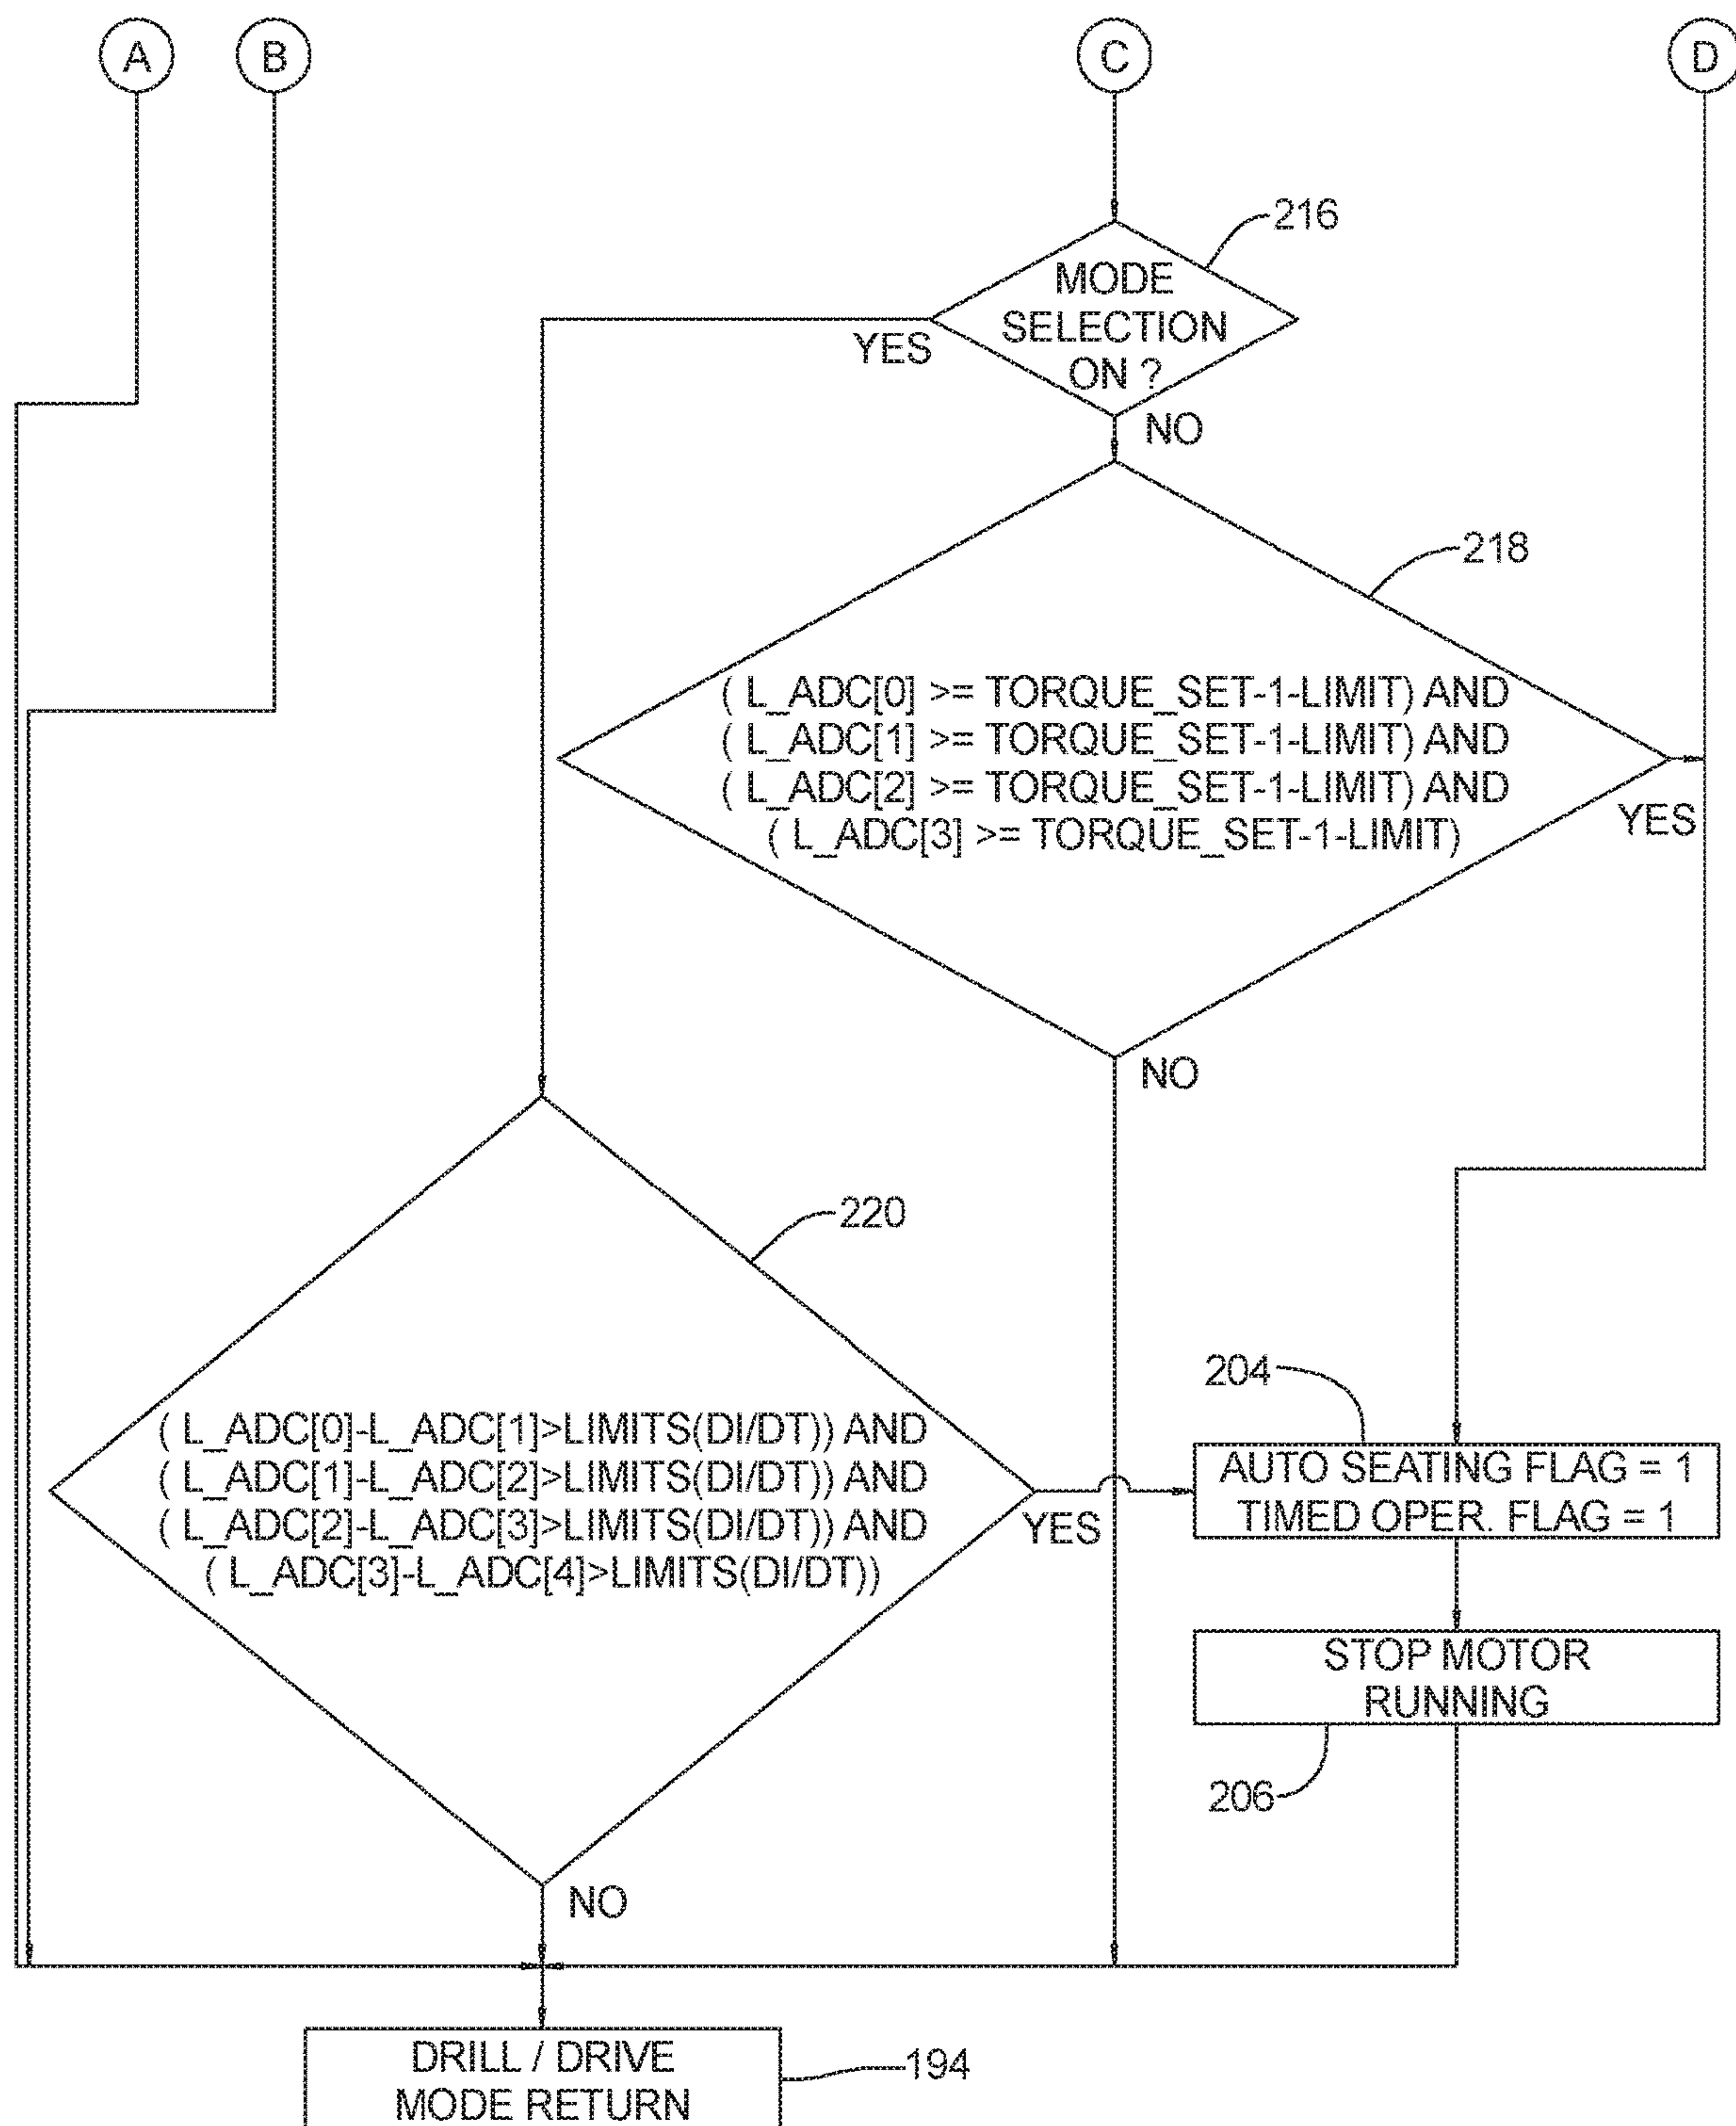 A
B
C
D
216
MODE
SELECTION
ON ?
YES
NO
218
( L_ADC[0] >= TORQUE_SET-1-LIMIT) AND
( L_ADC[1] >= TORQUE_SET-1-LIMIT) AND
( L_ADC[2] >= TORQUE_SET-1-LIMIT) AND
( L_ADC[3] >= TORQUE_SET-1-LIMIT)
YES
NO
220
( L_ADC[0]-L_ADC[1]>LIMITS(DI/DT)) AND
( L_ADC[1]-L_ADC[2]>LIMITS(DI/DT)) AND
( L_ADC[2]-L_ADC[3]>LIMITS(DI/DT)) AND
( L_ADC[3]-L_ADC[4]>LIMITS(DI/DT))
YES
NO
204
AUTO SEATING FLAG = 1
TIMED OPER. FLAG = 1
STOP MOTOR
RUNNING
206
DRILL / DRIVE
MODE RETURN
194